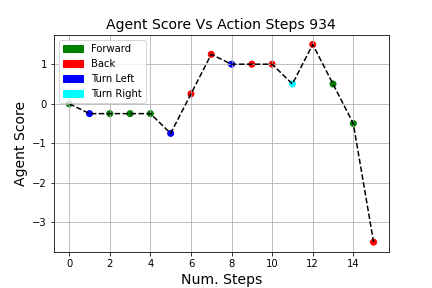 Agent Score Vs Action Steps 934
Forward
Back
Turn Left
Turn Right
Agent Score
1
0
−1
−2
−3
0 2 4 6 8 10 12 14
Num. Steps